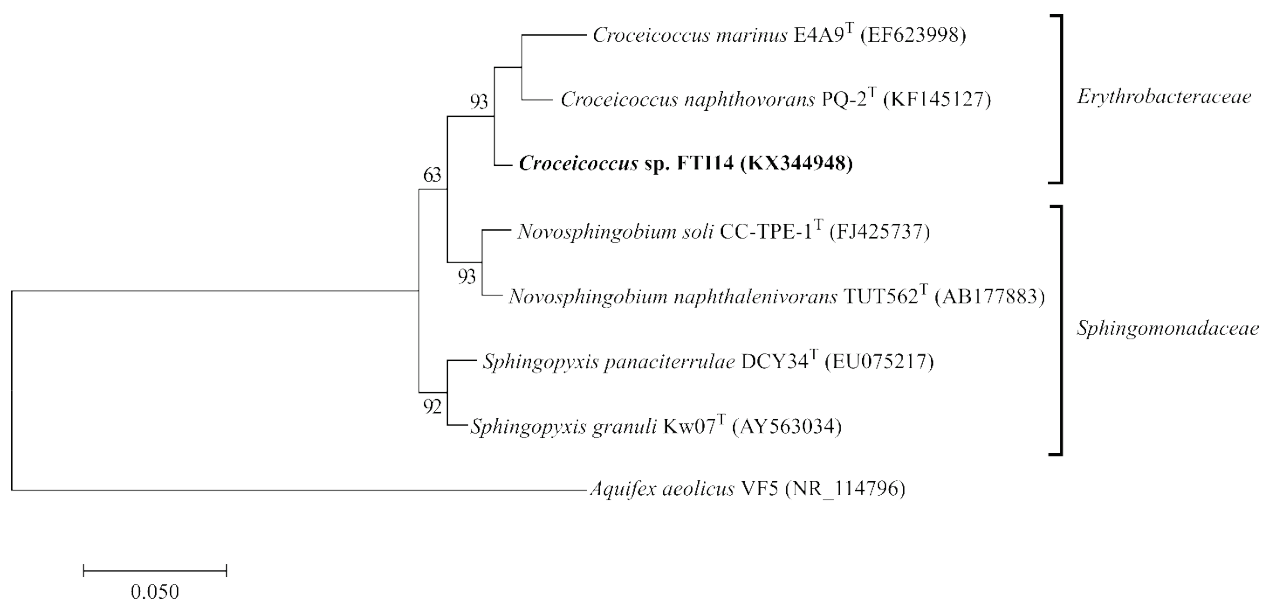 Croceicoccus marinus E4A9ᵀ (EF623998)
93
Croceicoccus naphthovorans PQ-2ᵀ (KF145127)
Erythrobacteraceae
Croceicoccus sp. FTI14 (KX344948)
63
Novosphingobium soli CC-TPE-1ᵀ (FJ425737)
93
Novosphingobium naphthalenivorans TUT562ᵀ (AB177883)
Sphingomonadaceae
Sphingopyxis panaciterrulae DCY34ᵀ (EU075217)
92
Sphingopyxis granuli Kw07ᵀ (AY563034)
Aquifex aeolicus VF5 (NR_114796)
0.050